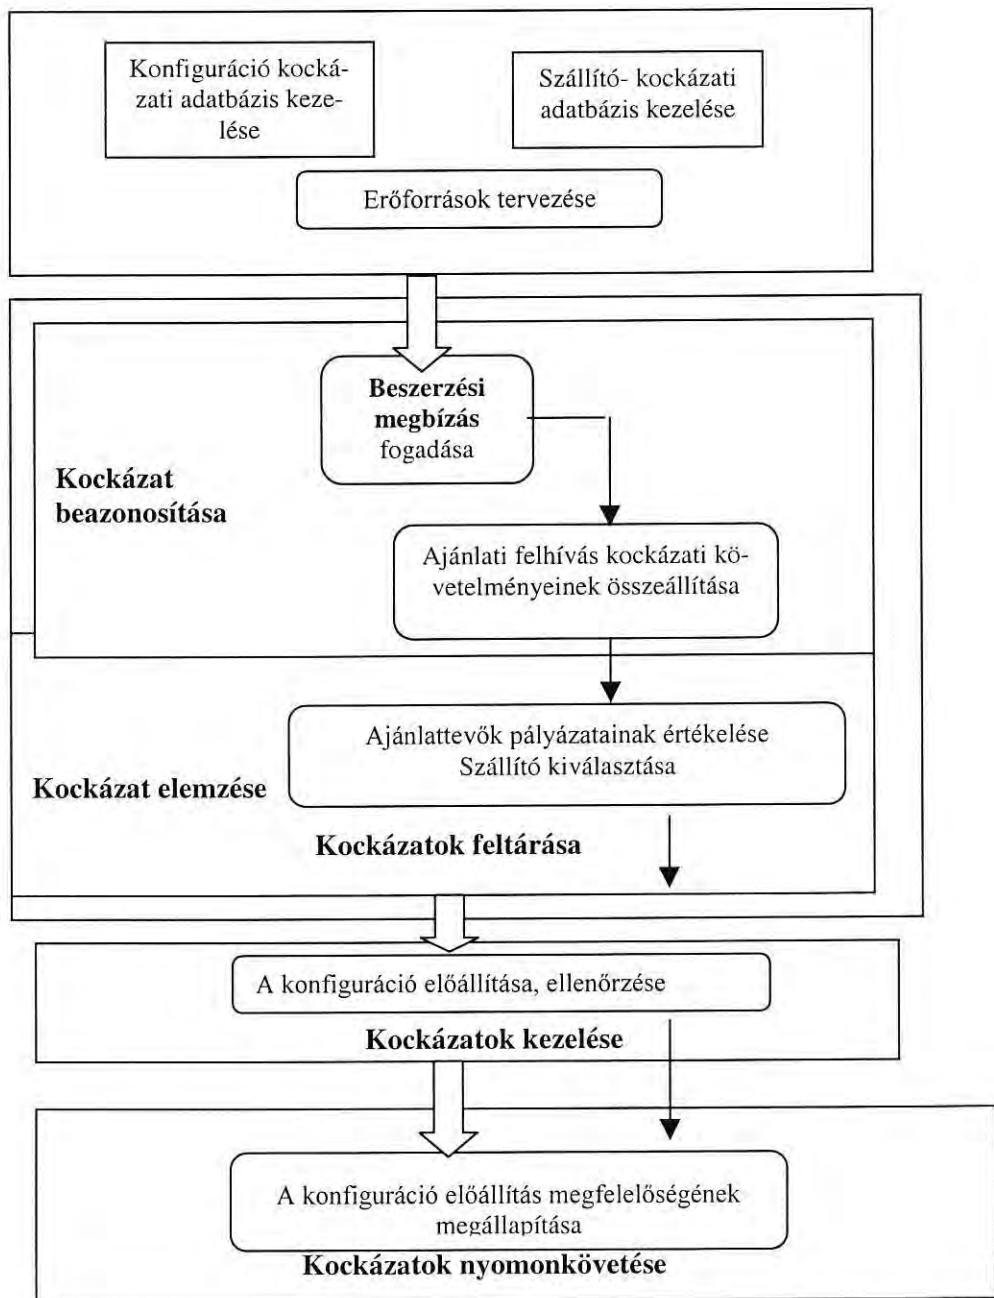 Konfiguráció kocká-
zati adatbázis keze-
lése
Szállító- kockázati
adatbázis kezelése
Erőforrások tervezése
Beszerzési
megbízás
fogadása
Kockázat
beazonosítása
Ajánlati felhívás kockázati kö-
vetelményeinek összeállítása
Ajánlattevők pályázatainak értékelése
Szállító kiválasztása
Kockázat elemzése
Kockázatok feltárása
A konfiguráció előállítása, ellenőrzése
Kockázatok kezelése
A konfiguráció előállítás megfelelőségének
megállapítása
Kockázatok nyomonkövetése